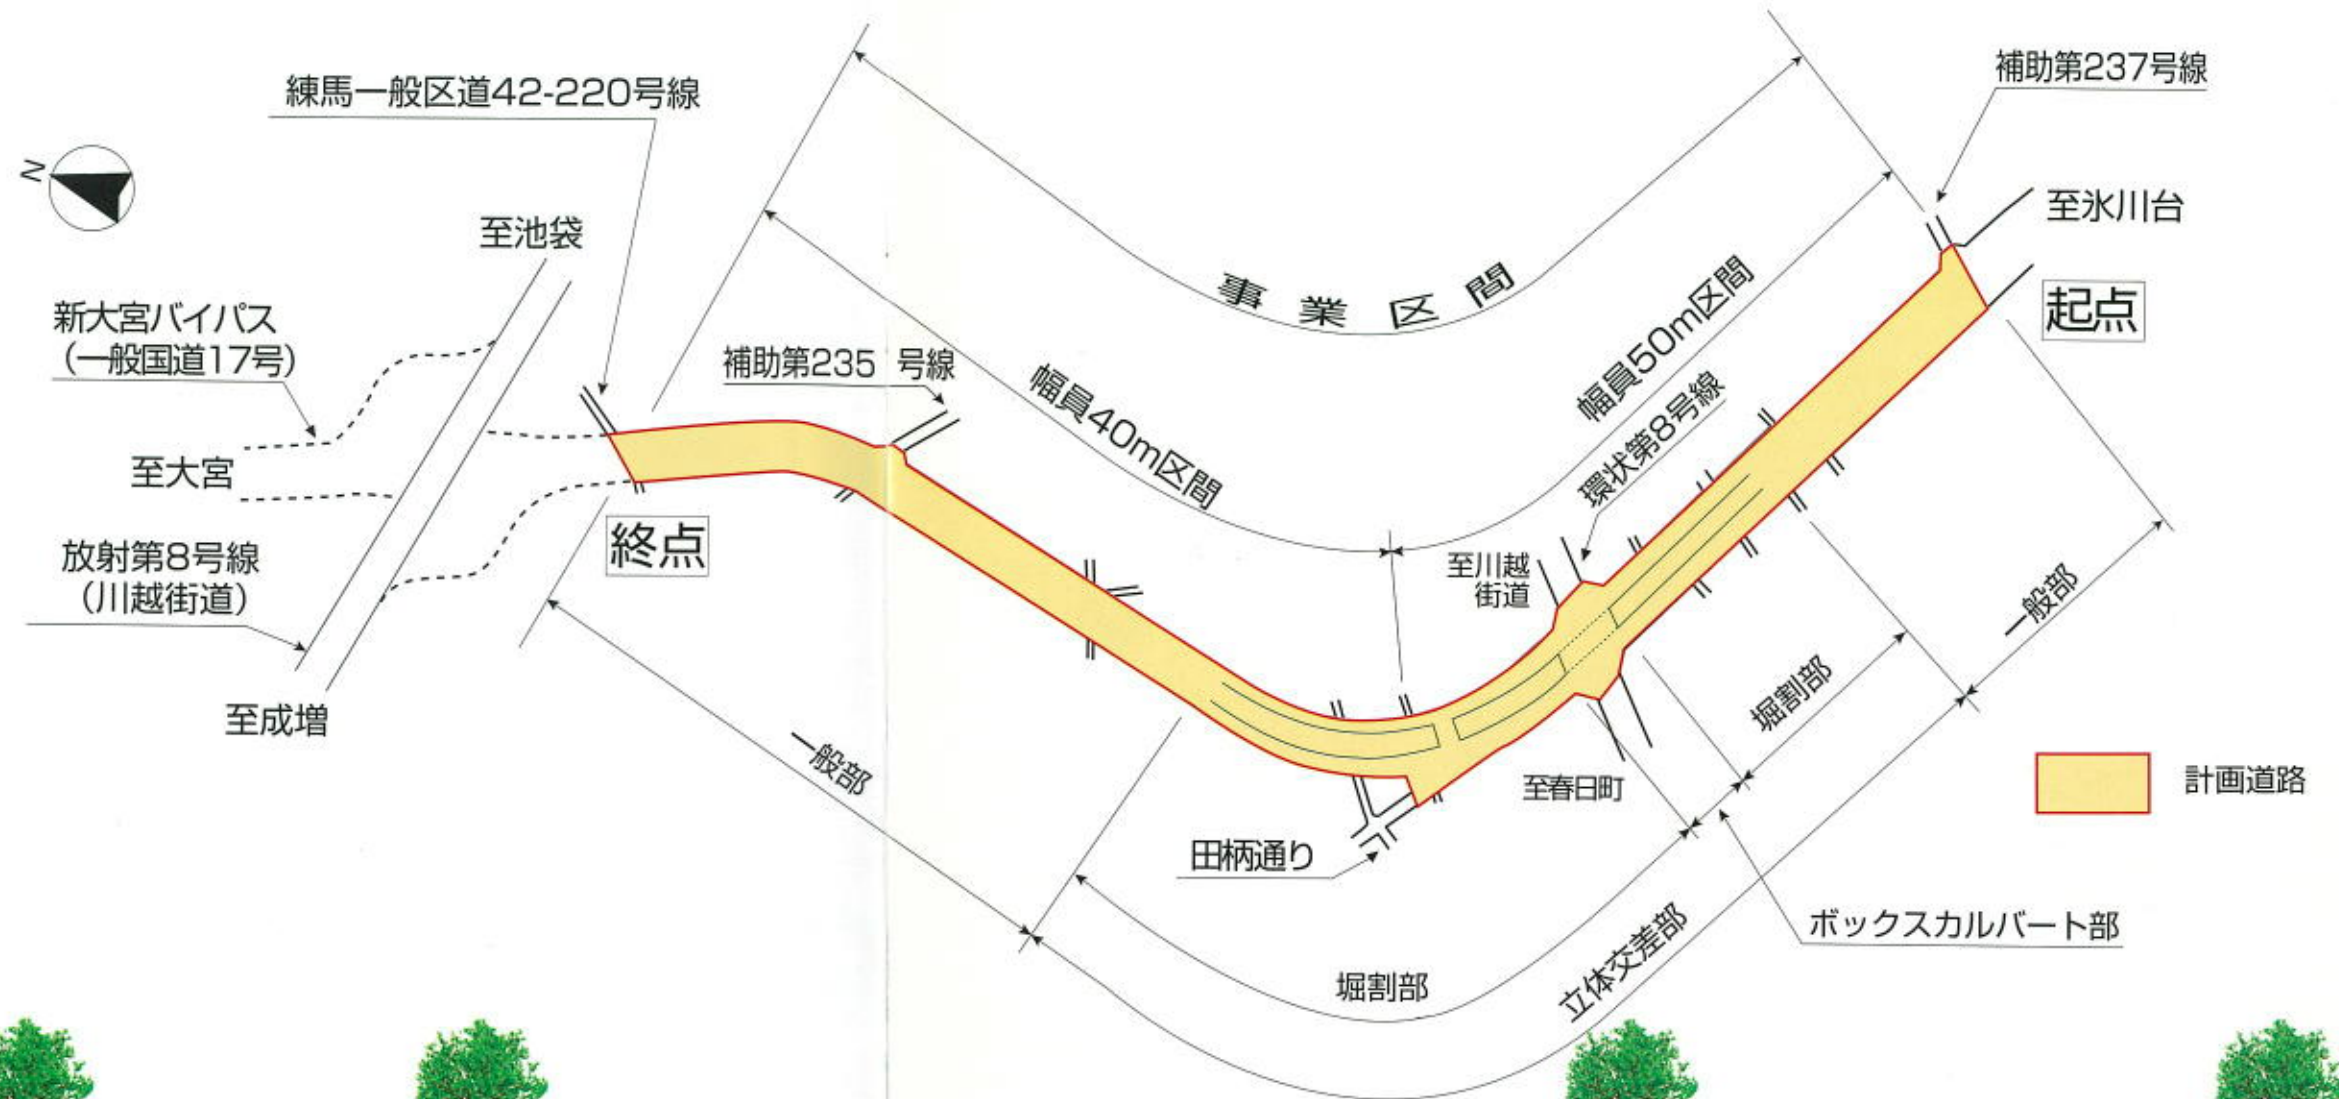 練馬一般区道42-220号線
補助第237号線
N
至池袋
至氷川台
起点
新大宮バイパス
（一般国道17号）
補助第235 号線
事業区間
幅員40m区間
幅員50m区間
環状第8号線
至大宮
終点
放射第8号線
（川越街道）
至川越
街道
一般部
至成増
一般部
堀割部
至春日町
計画道路
田柄通り
ボックスカルバート部
堀割部
立体交差部